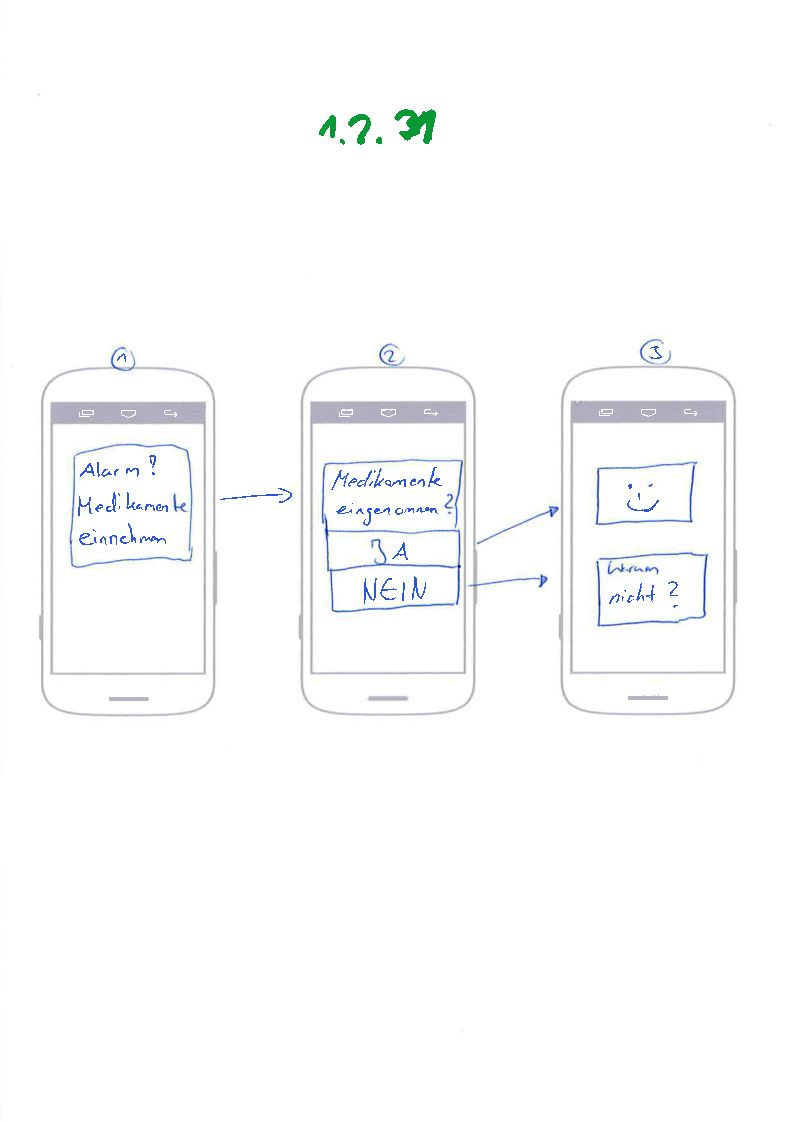 1.2.31
1
2
3
Alarm?
Medikamente
einnehmen
Medikamente
eingenommen?
JA
NEIN
Warum
nicht?